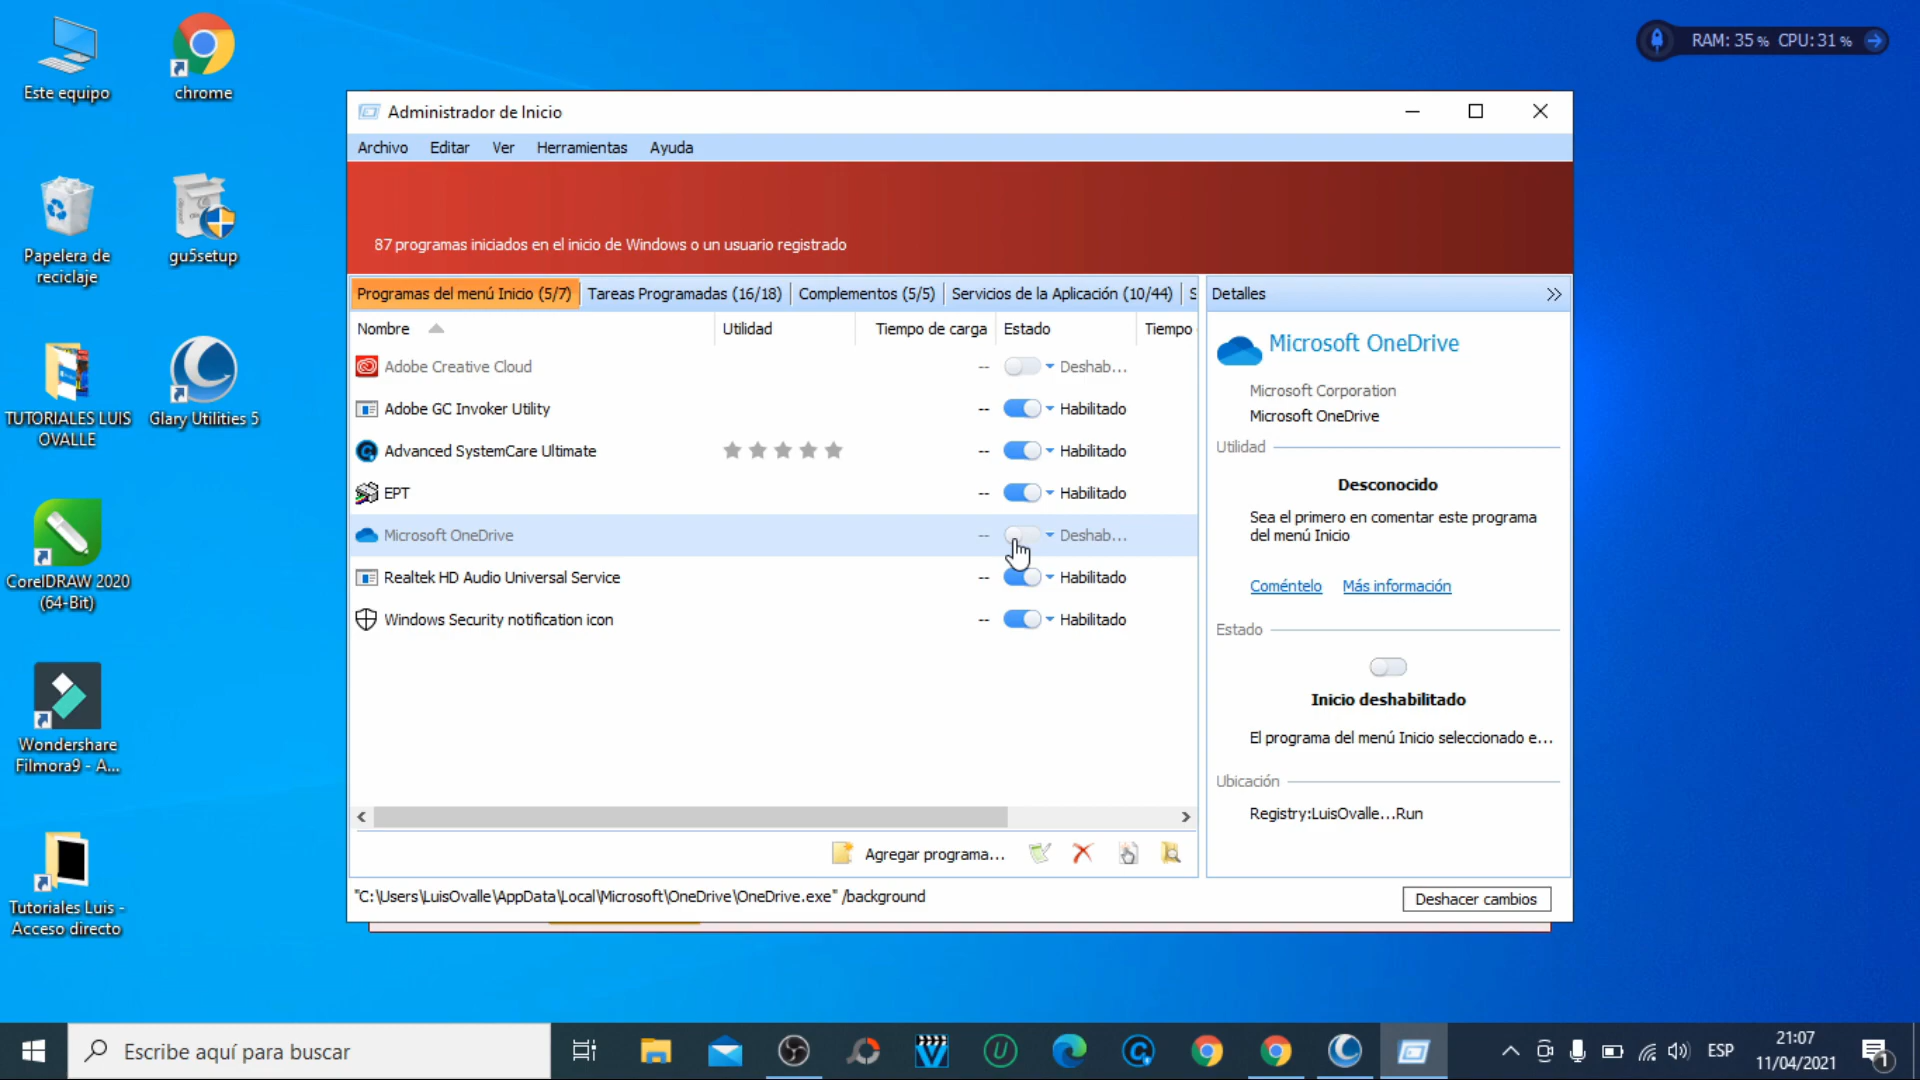 Este equipo
chrome
RAM: 35 % CPU: 31 %
Papelera de
reciclaje
gu5setup
TUTORIALES LUIS
OVALLE
Glary Utilities 5
CorelDRAW 2020
(64-Bit)
Wondershare
Filmora9 - A...
Tutoriales Luis -
Acceso directo
Administrador de Inicio
Archivo Editar Ver Herramientas Ayuda
87 programas iniciados en el inicio de Windows o un usuario registrado
Programas del menú Inicio (5/7) Tareas Programadas (16/18) Complementos (5/5) Servicios de la Aplicación (10/44) S
Nombre Utilidad Tiempo de carga Estado Tiempo
Adobe Creative Cloud -- Deshab...
Adobe GC Invoker Utility -- Habilitado
Advanced SystemCare Ultimate -- Habilitado
EPT -- Habilitado
Microsoft OneDrive -- Deshab...
Realtek HD Audio Universal Service -- Habilitado
Windows Security notification icon -- Habilitado
Agregar programa...
"C:\Users\LuisOvalle\AppData\Local\Microsoft\OneDrive\OneDrive.exe" /background
Detalles
Microsoft OneDrive
Microsoft Corporation
Microsoft OneDrive
Utilidad
Desconocido
Sea el primero en comentar este programa
del menú Inicio
Coméntelo Más información
Estado
Inicio deshabilitado
El programa del menú Inicio seleccionado e...
Ubicación
Registry:LuisOvalle...Run
Deshacer cambios
Escribe aquí para buscar
ESP
21:07
11/04/2021
1